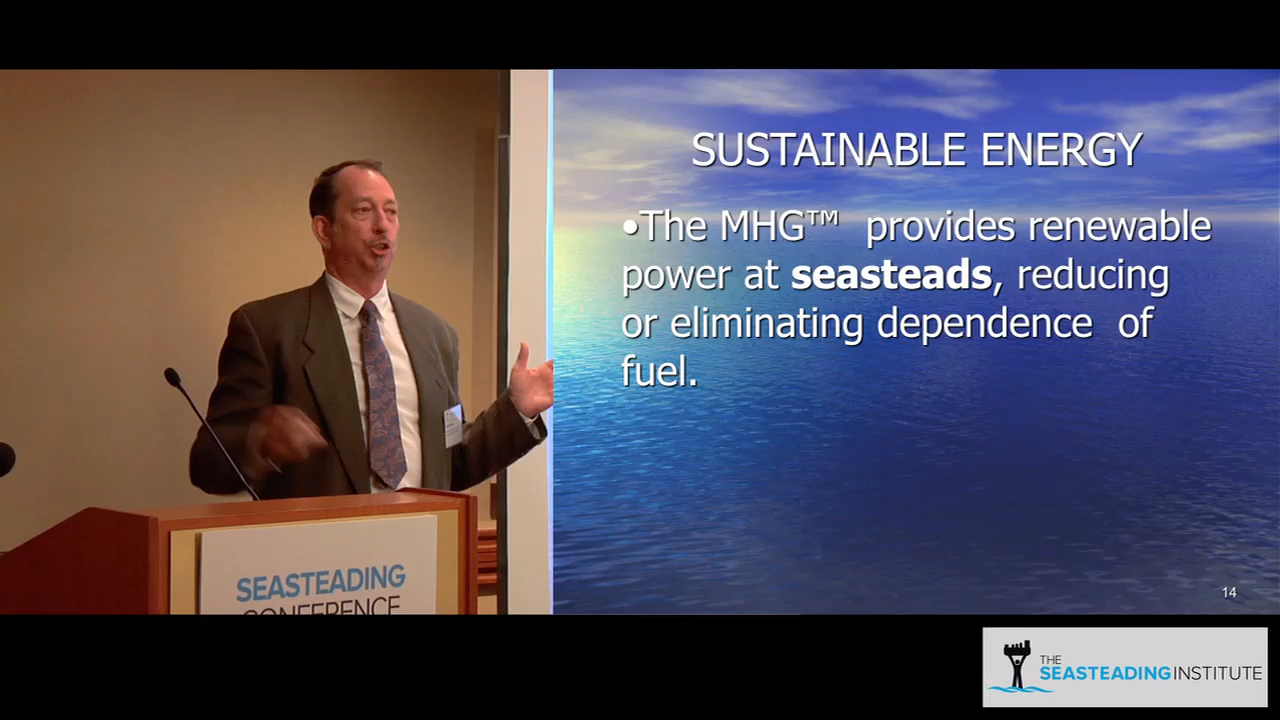 SUSTAINABLE ENERGY
•The MHG™ provides renewable
power at seasteads, reducing
or eliminating dependence of
fuel.
14
SEASTEADING
CONFERENCE
THE
SEASTEADINGINSTITUTE